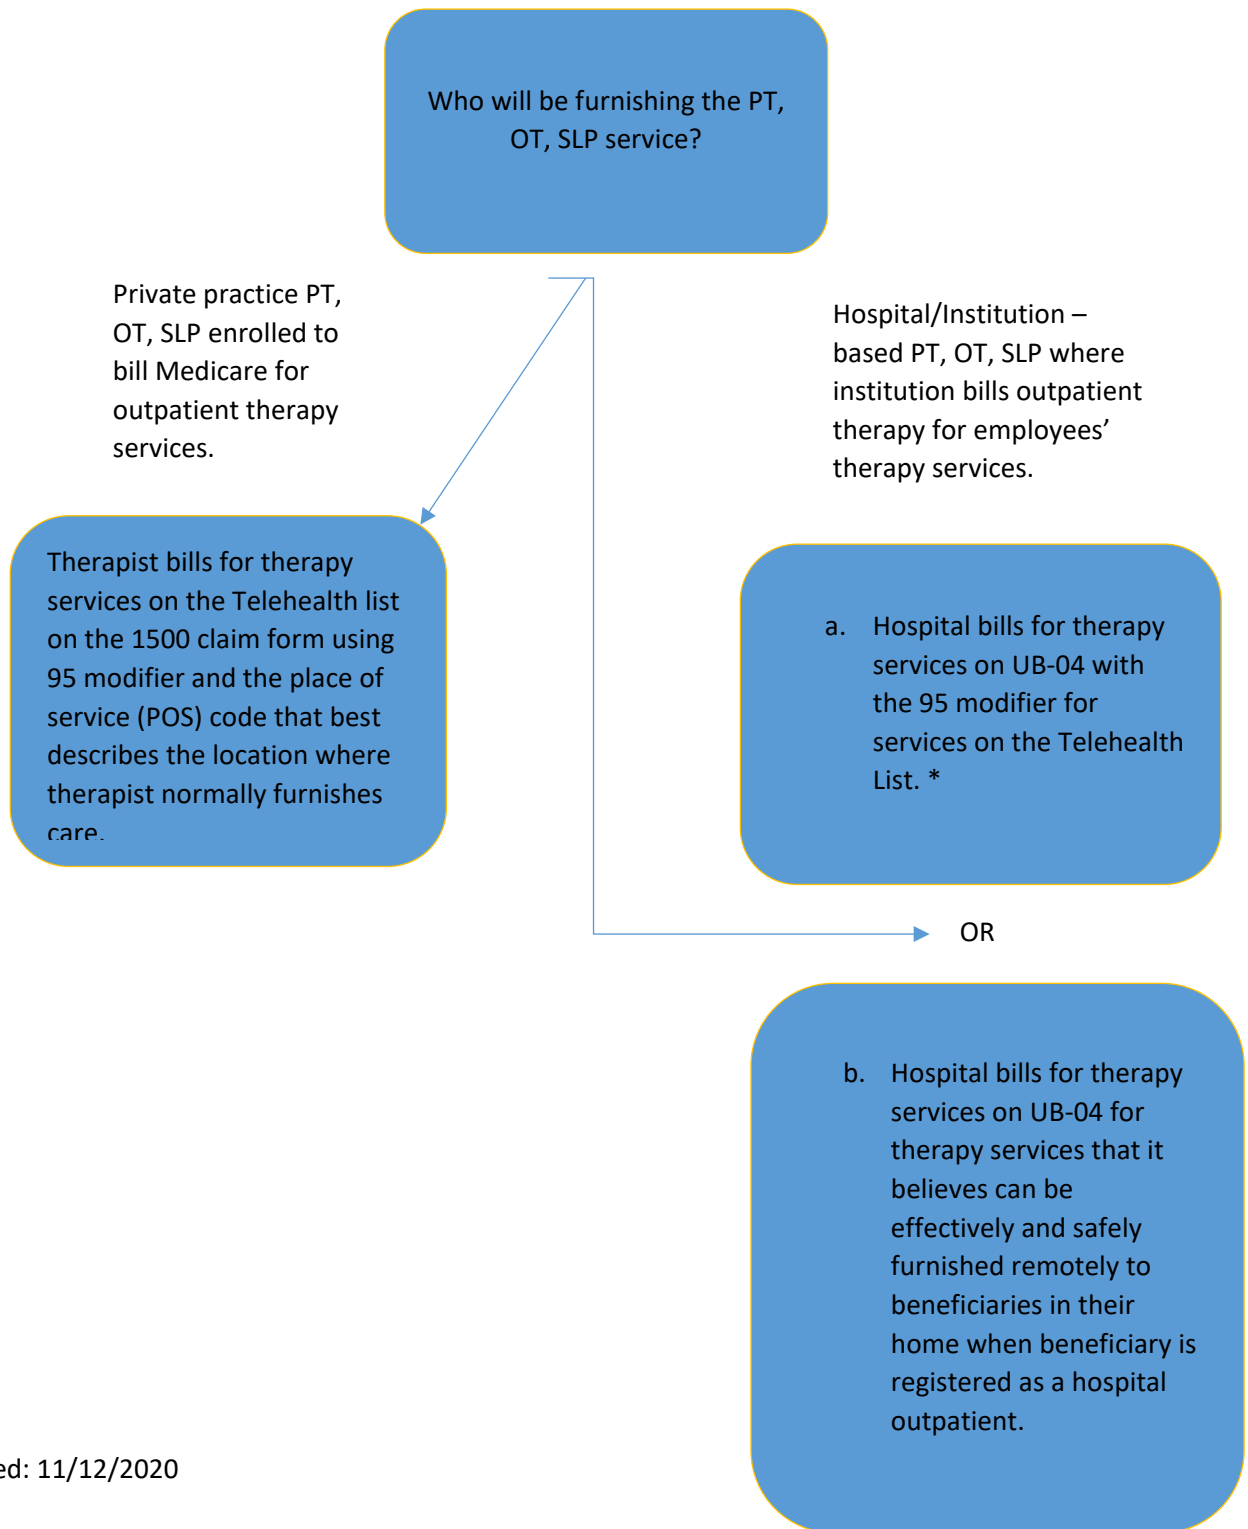 Who will be furnishing the PT,
OT, SLP service?
Private practice PT,
OT, SLP enrolled to
bill Medicare for
outpatient therapy
services.
Hospital/Institution –
based PT, OT, SLP where
institution bills outpatient
therapy for employees’
therapy services.
Therapist bills for therapy
services on the Telehealth list
on the 1500 claim form using
95 modifier and the place of
service (POS) code that best
describes the location where
therapist normally furnishes
care.
a. Hospital bills for therapy
services on UB-04 with
the 95 modifier for
services on the Telehealth
List. *
OR
b. Hospital bills for therapy
services on UB-04 for
therapy services that it
believes can be
effectively and safely
furnished remotely to
beneficiaries in their
home when beneficiary is
registered as a hospital
outpatient.
ed: 11/12/2020